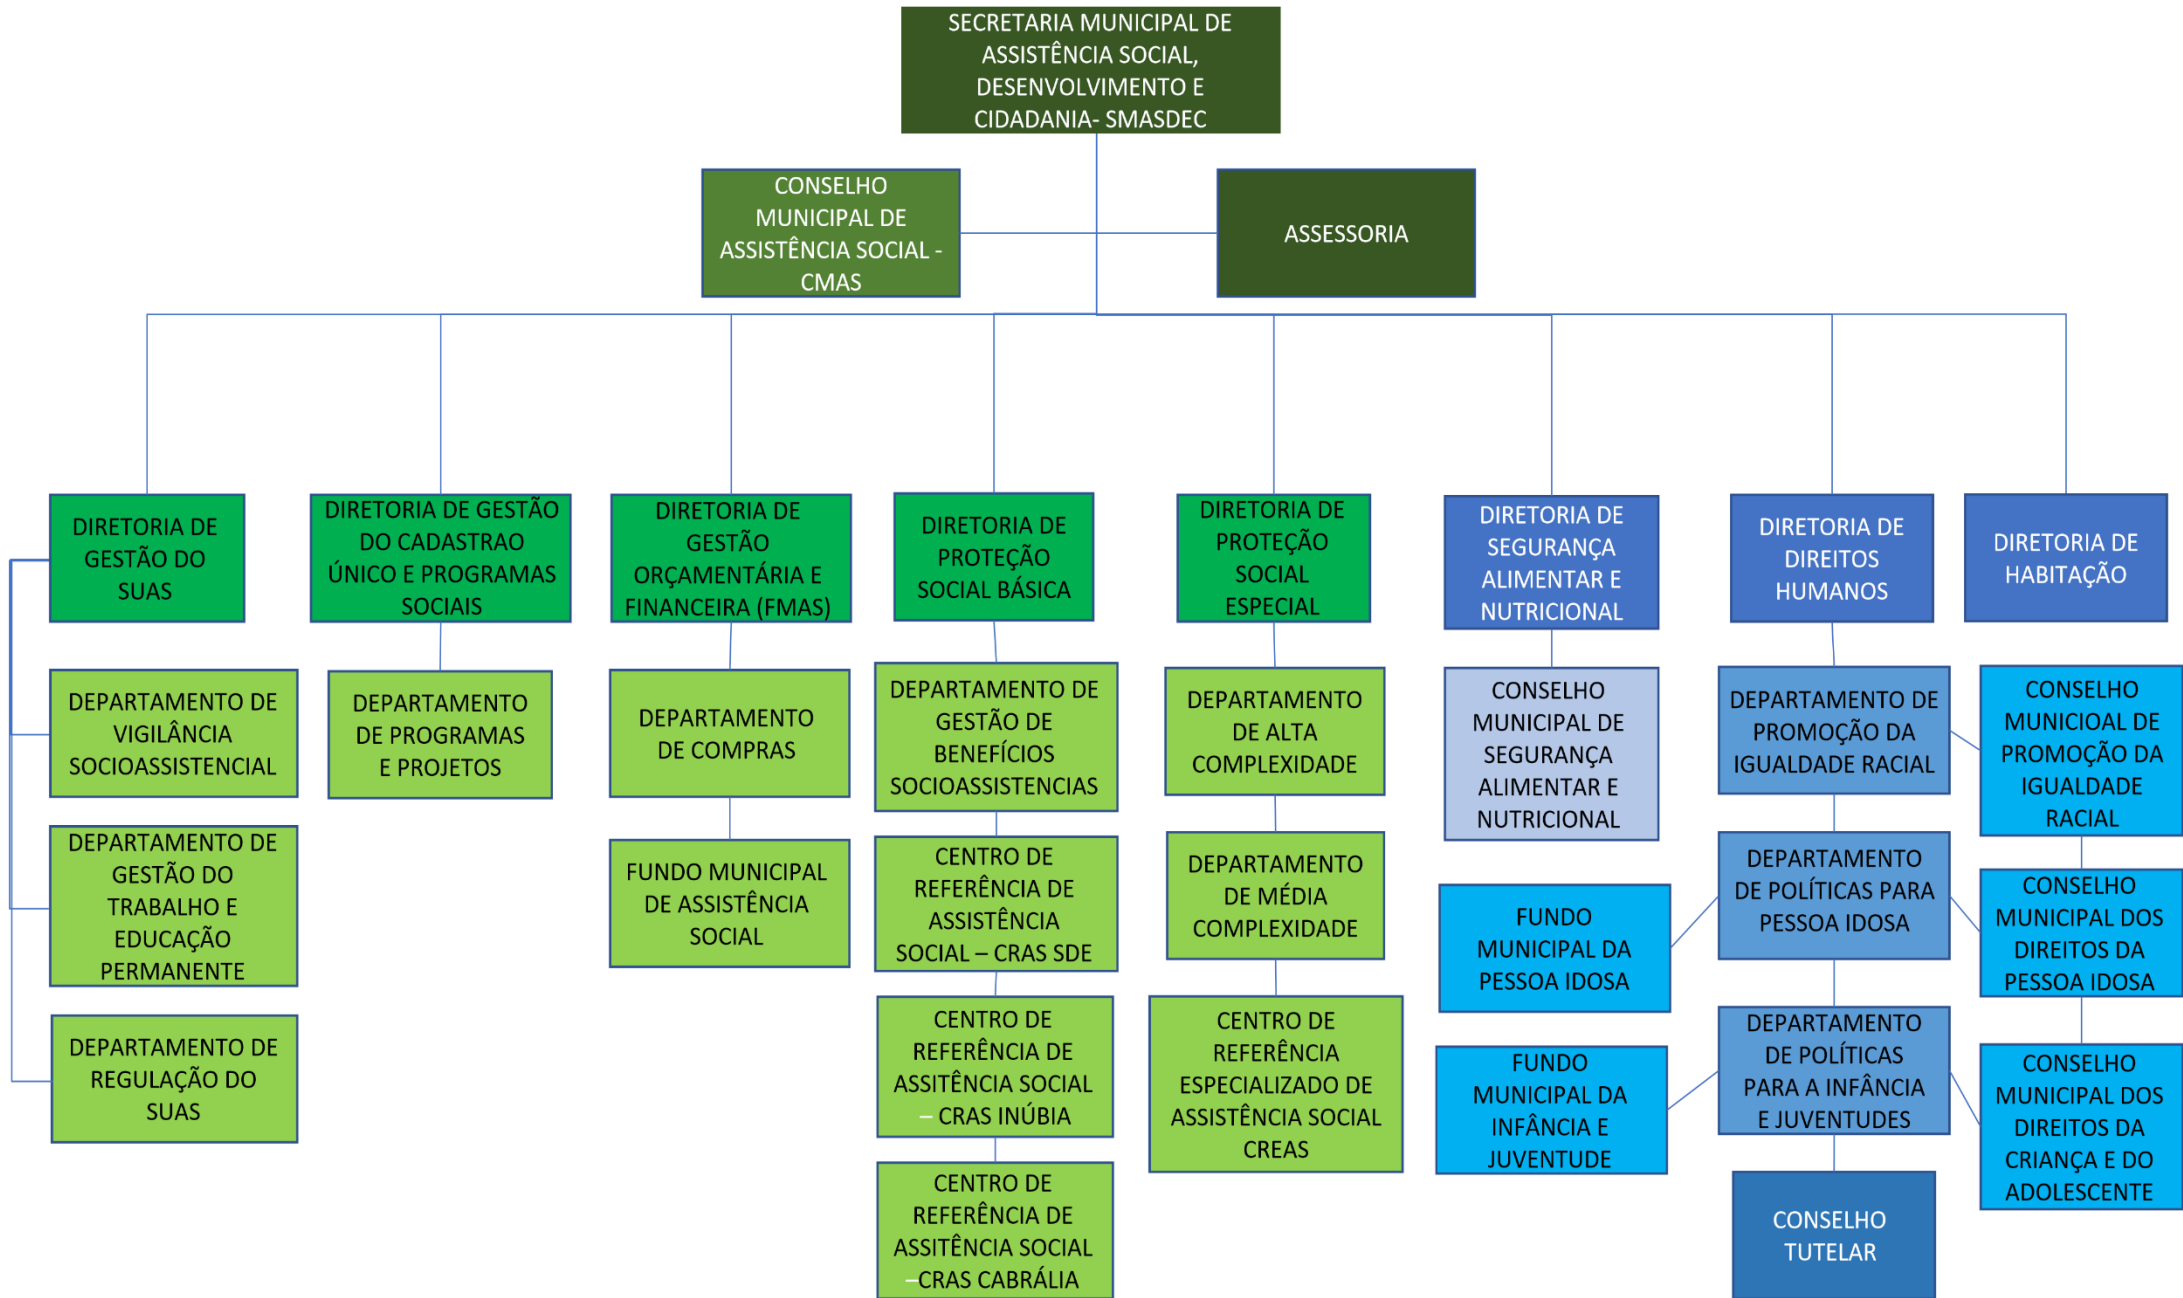 SECRETARIA MUNICIPAL DE
ASSISTÊNCIA SOCIAL,
DESENVOLVIMENTO E
CIDADANIA- SMASDEC
CONSELHO
MUNICIPAL DE
ASSISTÊNCIA SOCIAL -
CMAS
ASSESSORIA
DIRETORIA DE
GESTÃO DO
SUAS
DIRETORIA DE GESTÃO
DO CADASTRAO
ÚNICO E PROGRAMAS
SOCIAIS
DIRETORIA DE
GESTÃO
ORÇAMENTÁRIA E
FINANCEIRA (FMAS)
DIRETORIA DE
PROTEÇÃO
SOCIAL BÁSICA
DIRETORIA DE
PROTEÇÃO
SOCIAL
ESPECIAL
DIRETORIA DE
SEGURANÇA
ALIMENTAR E
NUTRICIONAL
DIRETORIA DE
DIREITOS
HUMANOS
DIRETORIA DE
HABITAÇÃO
DEPARTAMENTO DE
VIGILÂNCIA
SOCIOASSISTENCIAL
DEPARTAMENTO
DE PROGRAMAS
E PROJETOS
DEPARTAMENTO
DE COMPRAS
DEPARTAMENTO DE
GESTÃO DE
BENEFÍCIOS
SOCIOASSISTENCIAS
DEPARTAMENTO
DE ALTA
COMPLEXIDADE
CONSELHO
MUNICIPAL DE
SEGURANÇA
ALIMENTAR E
NUTRICIONAL
DEPARTAMENTO DE
PROMOÇÃO DA
IGUALDADE RACIAL
CONSELHO
MUNICIOAL DE
PROMOÇÃO DA
IGUALDADE
RACIAL
DEPARTAMENTO DE
GESTÃO DO
TRABALHO E
EDUCAÇÃO
PERMANENTE
FUNDO MUNICIPAL
DE ASSISTÊNCIA
SOCIAL
CENTRO DE
REFERÊNCIA DE
ASSISTÊNCIA
SOCIAL – CRAS SDE
DEPARTAMENTO
DE MÉDIA
COMPLEXIDADE
FUNDO
MUNICIPAL DA
PESSOA IDOSA
DEPARTAMENTO
DE POLÍTICAS PARA
PESSOA IDOSA
CONSELHO
MUNICIPAL DOS
DIREITOS DA
PESSOA IDOSA
DEPARTAMENTO DE
REGULAÇÃO DO
SUAS
CENTRO DE
REFERÊNCIA DE
ASSITÊNCIA SOCIAL
– CRAS INÚBIA
CENTRO DE
REFERÊNCIA
ESPECIALIZADO DE
ASSISTÊNCIA SOCIAL
CREAS
FUNDO
MUNICIPAL DA
INFÂNCIA E
JUVENTUDE
DEPARTAMENTO
DE POLÍTICAS
PARA A INFÂNCIA
E JUVENTUDES
CONSELHO
MUNICIPAL DOS
DIREITOS DA
CRIANÇA E DO
ADOLESCENTE
CENTRO DE
REFERÊNCIA DE
ASSITÊNCIA SOCIAL
–CRAS CABRÁLIA
CONSELHO
TUTELAR